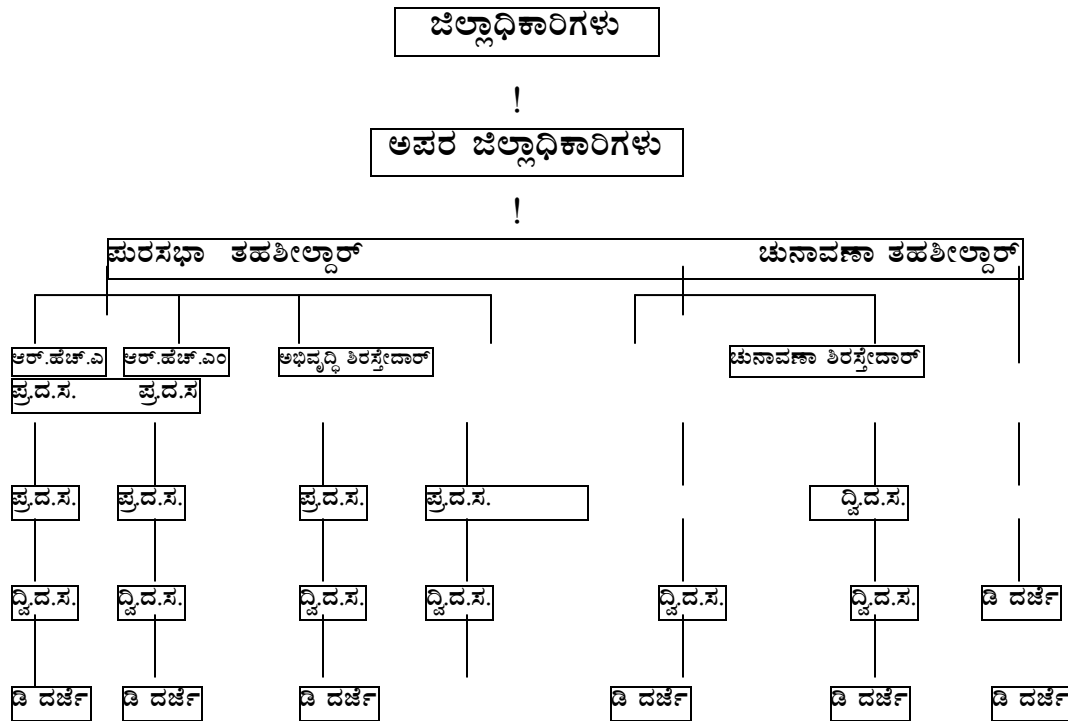 ಜಿಲ್ಲಾಧಿಕಾರಿಗಳು
!
ಅಪರ ಜಿಲ್ಲಾಧಿಕಾರಿಗಳು
!
ಪುರಸಭಾ ತಹಶೀಲ್ದಾರ್ ಚುನಾವಣಾ ತಹಶೀಲ್ದಾರ್
ಆರ್.ಹೆಚ್.ಎ ಆರ್.ಹೆಚ್.ಎಂ ಅಭಿವೃದ್ಧಿ ಶಿರಸ್ತೇದಾರ್ ಚುನಾವಣಾ ಶಿರಸ್ತೇದಾರ್
ಪ್ರ.ದ.ಸ. ಪ್ರ.ದ.ಸ
ಪ್ರ.ದ.ಸ. ಪ್ರ.ದ.ಸ. ಪ್ರ.ದ.ಸ. ಪ್ರ.ದ.ಸ. ದ್ವಿ.ದ.ಸ.
ದ್ವಿ.ದ.ಸ. ದ್ವಿ.ದ.ಸ. ದ್ವಿ.ದ.ಸ. ದ್ವಿ.ದ.ಸ. ದ್ವಿ.ದ.ಸ. ದ್ವಿ.ದ.ಸ. ಡಿ ದರ್ಜೆ
ಡಿ ದರ್ಜೆ ಡಿ ದರ್ಜೆ ಡಿ ದರ್ಜೆ ಡಿ ದರ್ಜೆ ಡಿ ದರ್ಜೆ ಡಿ ದರ್ಜೆ